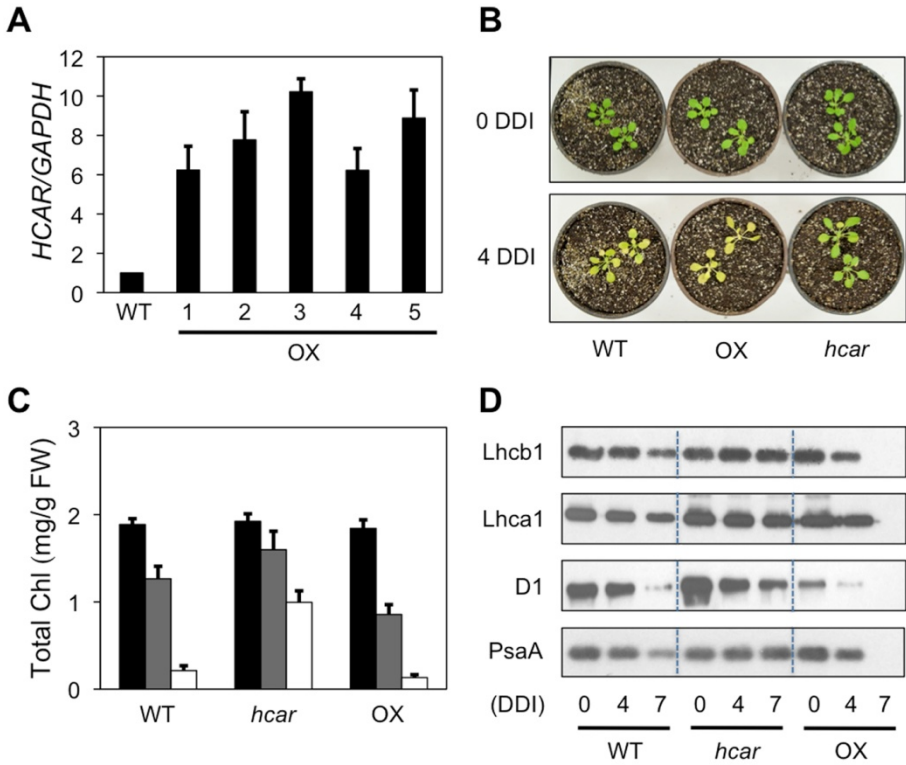 A
HCAR/GAPDH
12
10
8
6
4
2
0
WT
1 2 3 4 5
OX
B
0 DDI
4 DDI
WT OX hcar
C
Total Chl (mg/g FW)
3
2
1
0
WT hcar OX
D
Lhcb1
Lhca1
D1
PsaA
(DDI) 0 4 7 0 4 7 0 4 7
WT hcar OX